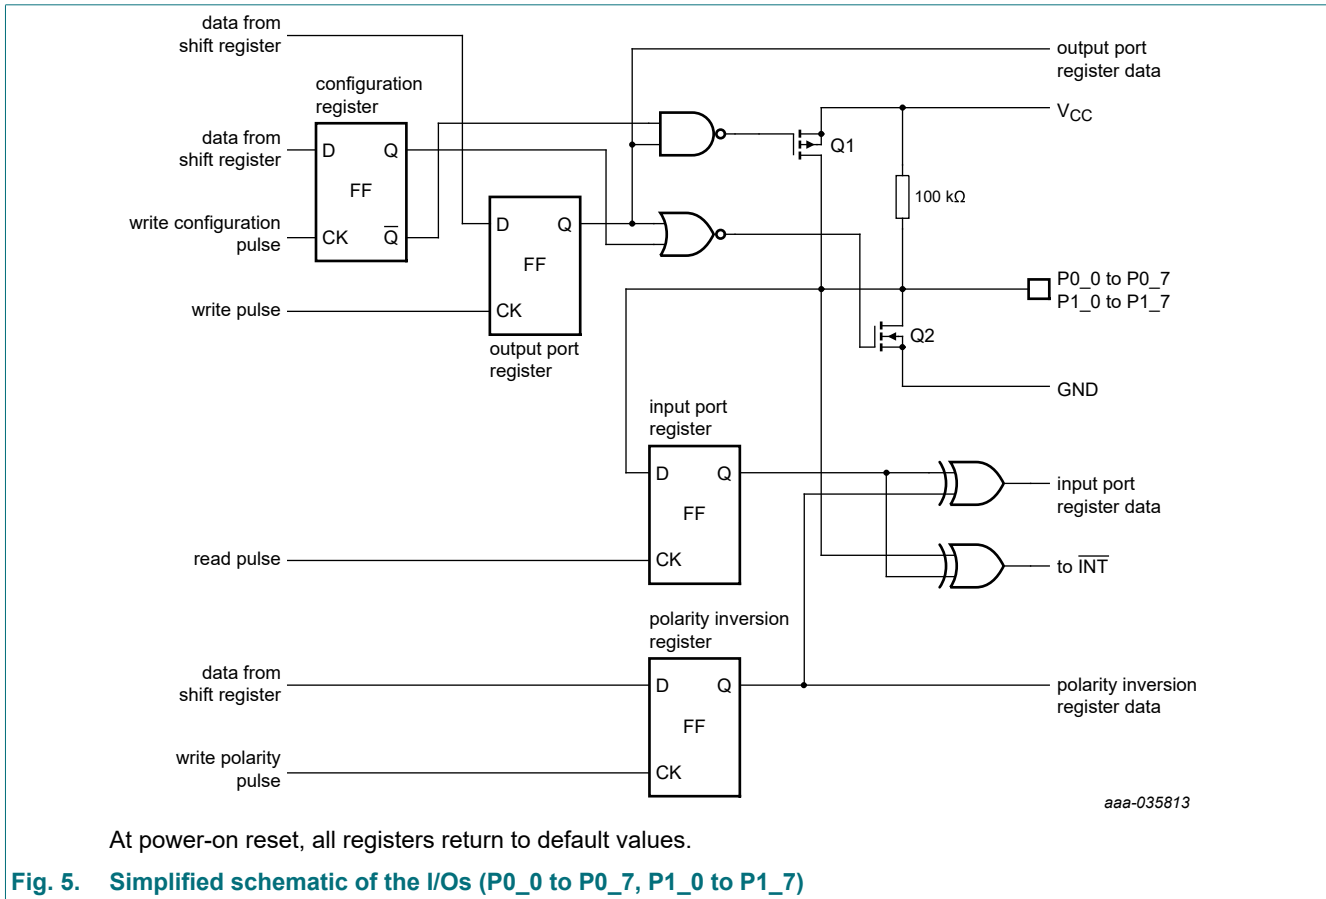 data from
shift register
output port
register data
configuration
register
VCC
data from
shift register
D
Q
Q1
FF
100 kΩ
write configuration
pulse
CK
Q
D
Q
FF
P0_0 to P0_7
P1_0 to P1_7
write pulse
CK
Q2
output port
register
GND
input port
register
D
Q
input port
register data
FF
read pulse
CK
to INT
polarity inversion
register
data from
shift register
D
Q
polarity inversion
register data
FF
write polarity
pulse
CK
aaa-035813
At power-on reset, all registers return to default values.
Fig. 5. Simplified schematic of the I/Os (P0_0 to P0_7, P1_0 to P1_7)